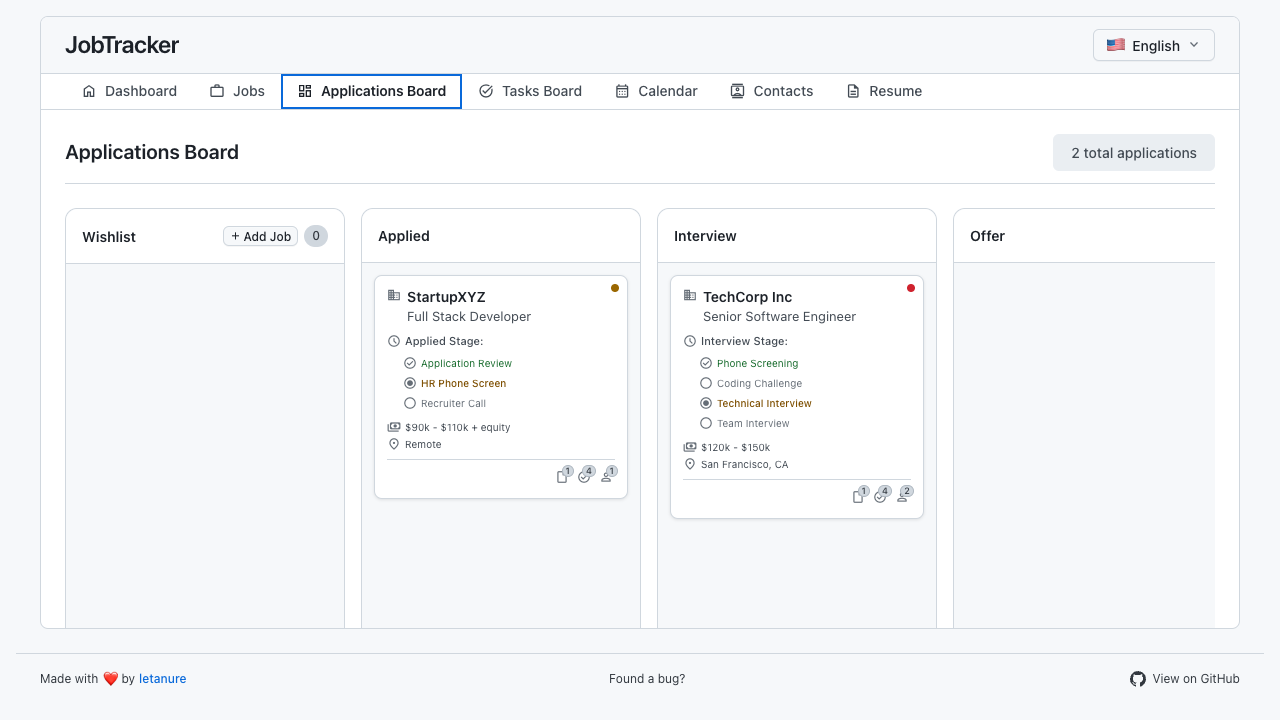 JobTracker
English
Dashboard
Jobs
Applications Board
Tasks Board
Calendar
Contacts
Resume
Applications Board
2 total applications
Wishlist
+ Add Job
0
Applied
StartupXYZ
Full Stack Developer
Applied Stage:
Application Review
HR Phone Screen
Recruiter Call
$90k - $110k + equity
Remote
1
4
1
Interview
TechCorp Inc
Senior Software Engineer
Interview Stage:
Phone Screening
Coding Challenge
Technical Interview
Team Interview
$120k - $150k
San Francisco, CA
1
4
2
Offer
Made with ❤️ by letanure
Found a bug?
View on GitHub